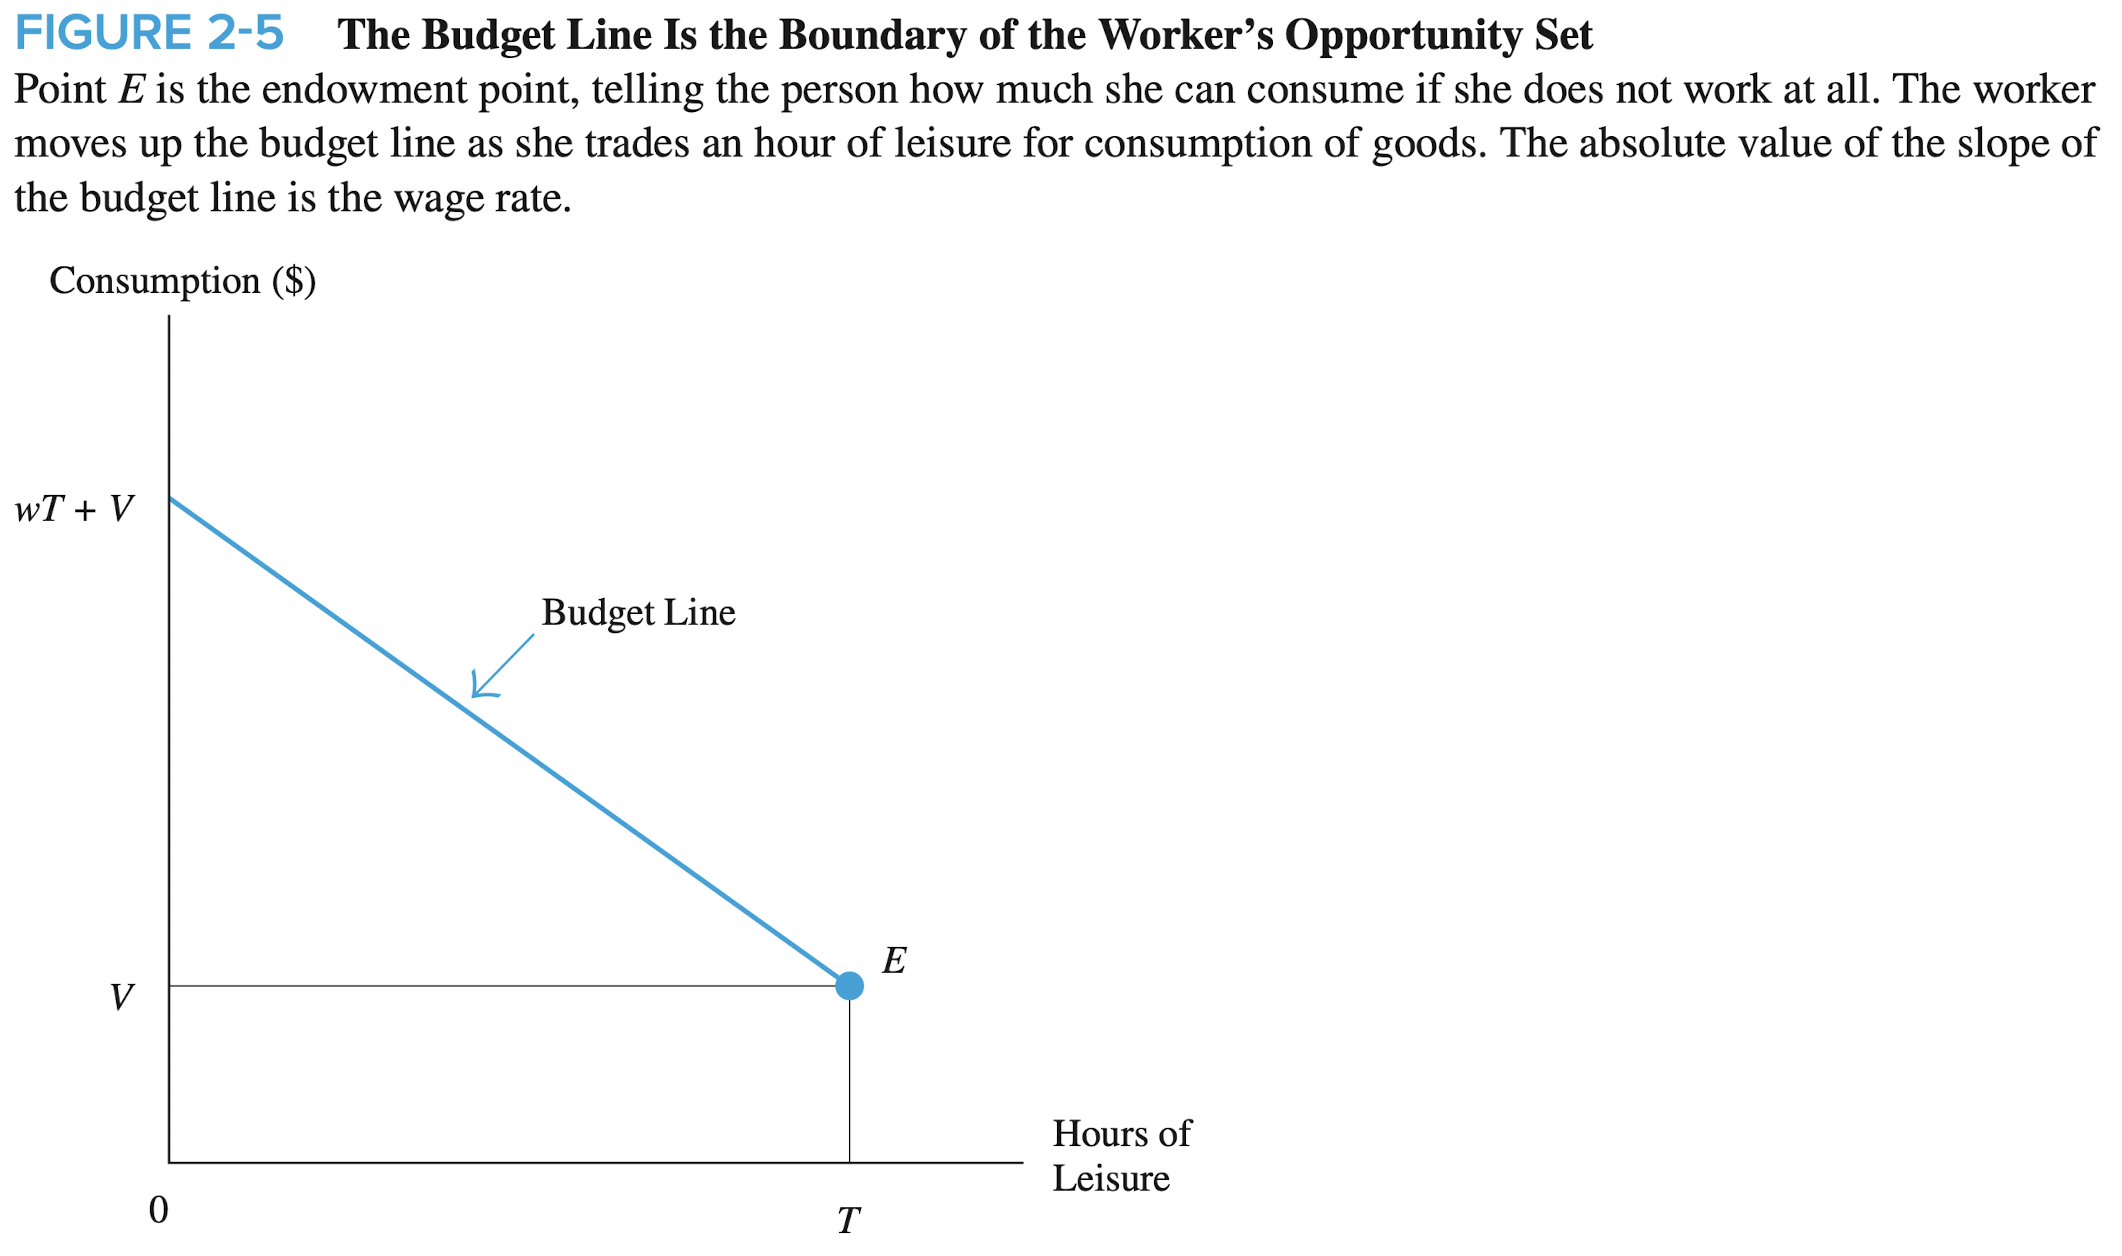 FIGURE 2-5 The Budget Line Is the Boundary of the Worker’s Opportunity Set
Point E is the endowment point, telling the person how much she can consume if she does not work at all. The worker
moves up the budget line as she trades an hour of leisure for consumption of goods. The absolute value of the slope of
the budget line is the wage rate.
Consumption ($)
wT + V
Budget Line
E
V
Hours of
Leisure
0
T